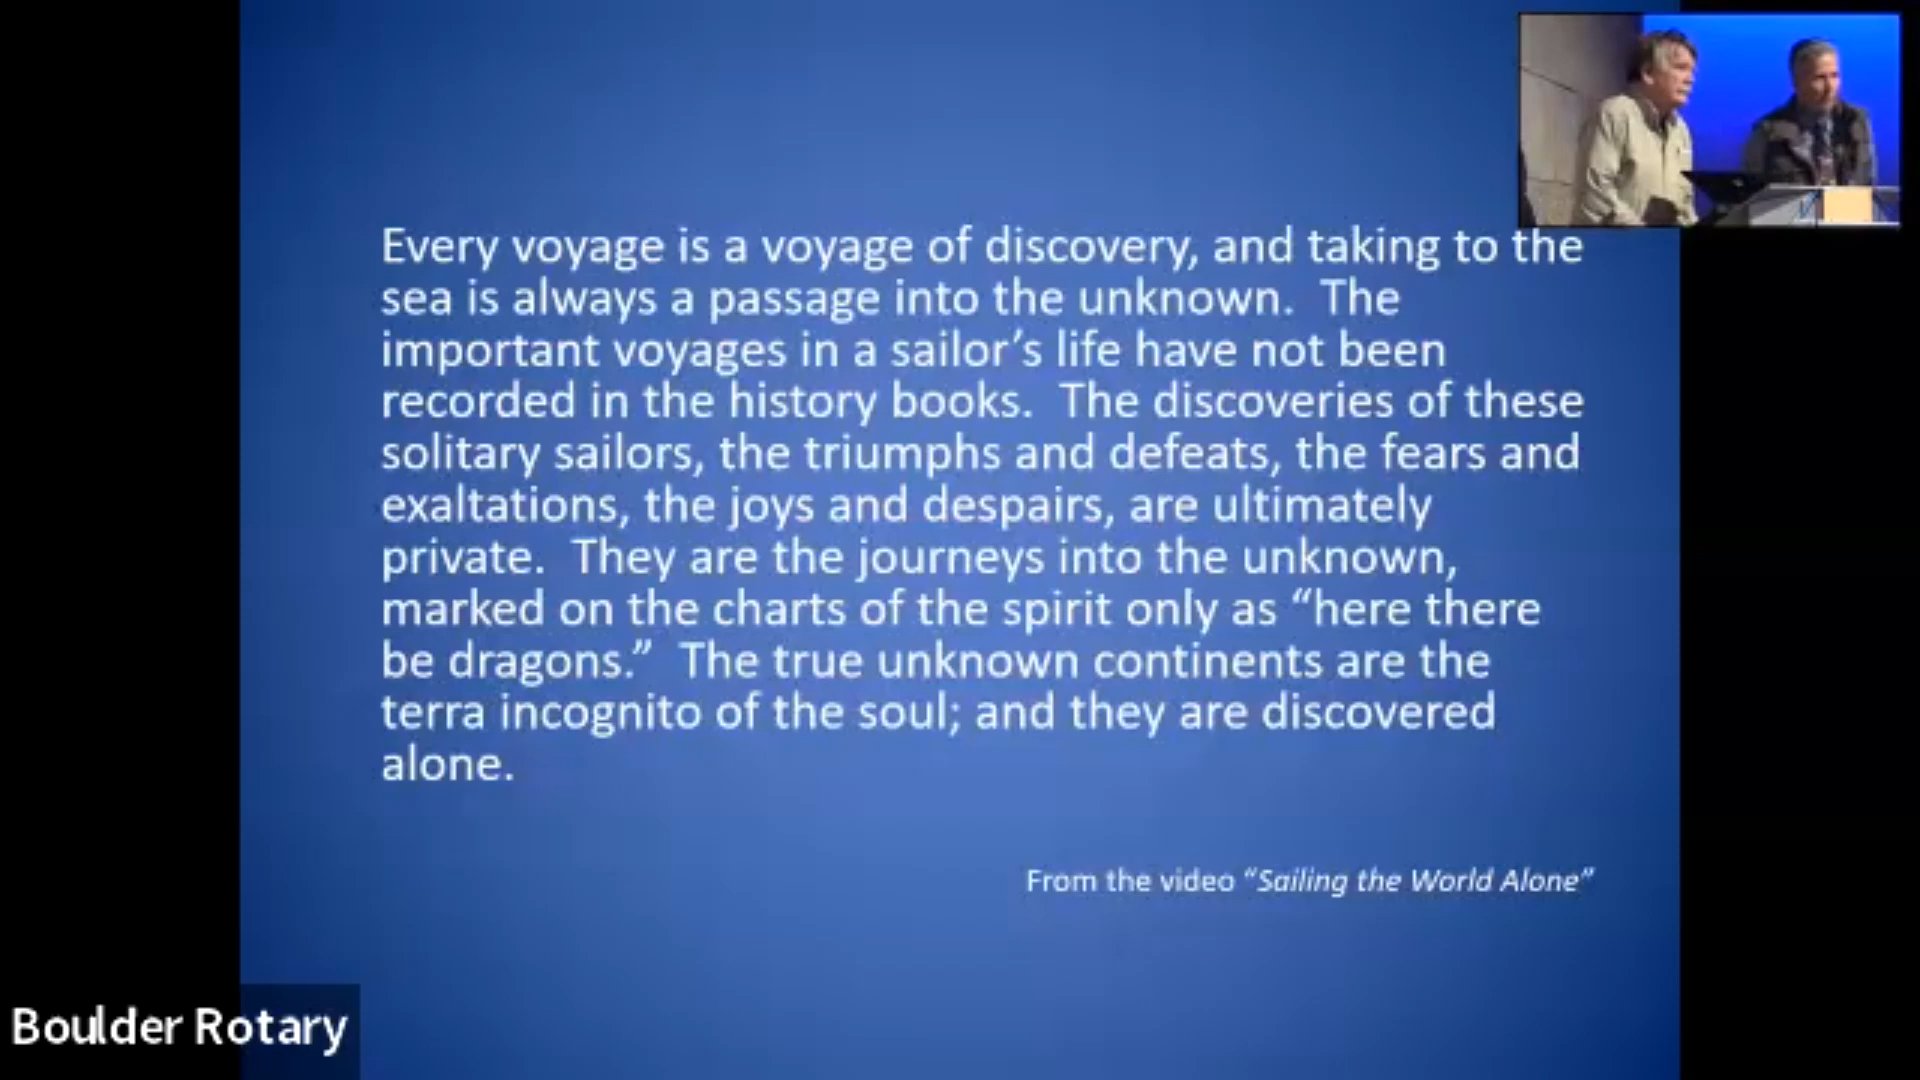 Every voyage is a voyage of discovery, and taking to the
sea is always a passage into the unknown.  The
important voyages in a sailor’s life have not been
recorded in the history books.  The discoveries of these
solitary sailors, the triumphs and defeats, the fears and
exaltations, the joys and despairs, are ultimately
private.  They are the journeys into the unknown,
marked on the charts of the spirit only as “here there
be dragons.”  The true unknown continents are the
terra incognito of the soul; and they are discovered
alone.
From the video “Sailing the World Alone”
Boulder Rotary